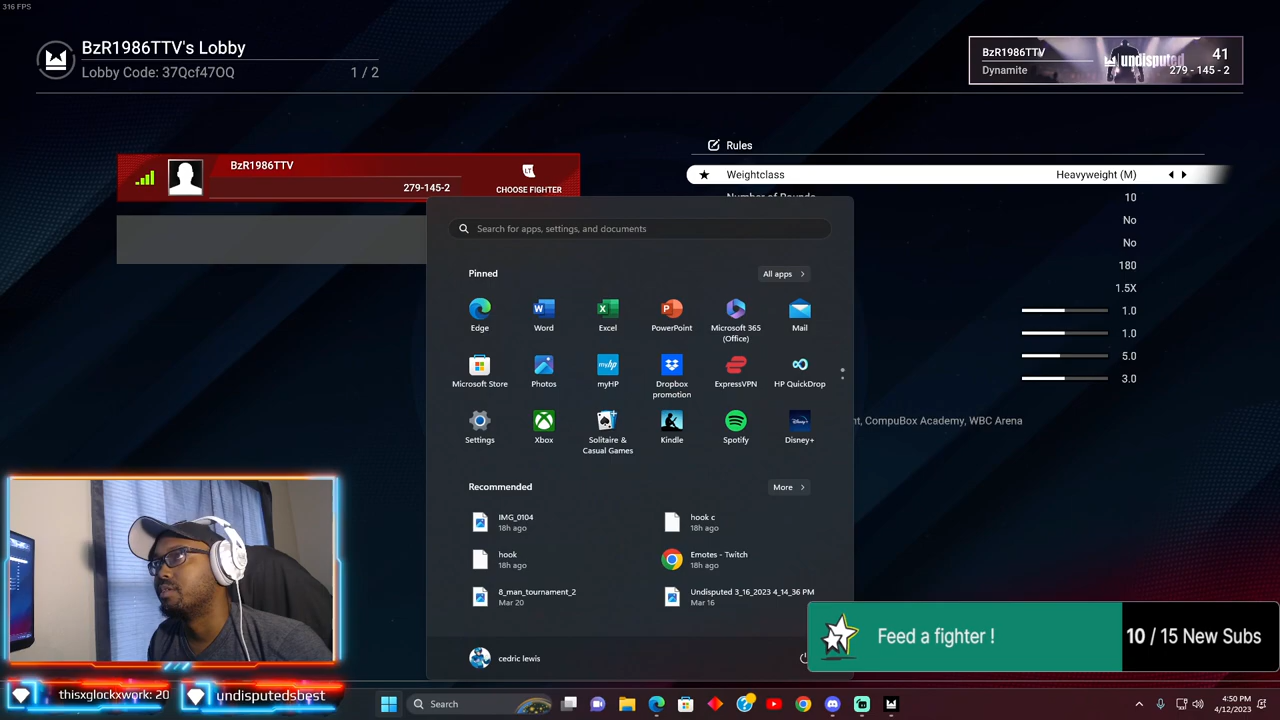 316 FPS
BzR1986TTV's Lobby
Lobby Code: 37Qcf47OQ
1 / 2
BzR1986TTV
Dynamite
undisputed
41
279 - 145 - 2
Rules
BzR1986TTV
279-145-2
LT
CHOOSE FIGHTER
Weightclass
Heavyweight (M)
Number of Rounds
10
No
No
180
1.5X
1.0
1.0
5.0
3.0
CompuBox Academy, WBC Arena
Search for apps, settings, and documents
Pinned
All apps
Edge
Word
Excel
PowerPoint
Microsoft 365
(Office)
Mail
Microsoft Store
Photos
myHP
Dropbox
promotion
ExpressVPN
HP QuickDrop
Settings
Xbox
Solitaire &
Casual Games
Kindle
Spotify
Disney+
Recommended
More
IMG_0104
18h ago
hook c
18h ago
hook
18h ago
Emotes - Twitch
18h ago
8_man_tournament_2
Mar 20
Undisputed 3_16_2023 4_14_36 PM
Mar 16
cedric lewis
Feed a fighter !
10 / 15 New Subs
thisxglockxwork: 20
undisputedsbest
Search
4:50 PM
4/12/2023